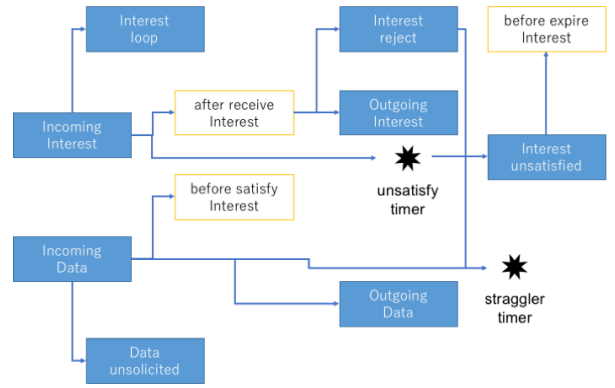 Interest
loop
Interest
reject
before expire
Interest
after receive
Interest
Incoming
Interest
Outgoing
Interest
Interest
unsatisfied
unsatisfy
timer
before satisfy
Interest
Incoming
Data
Outgoing
Data
straggler
timer
Data
unsolicited